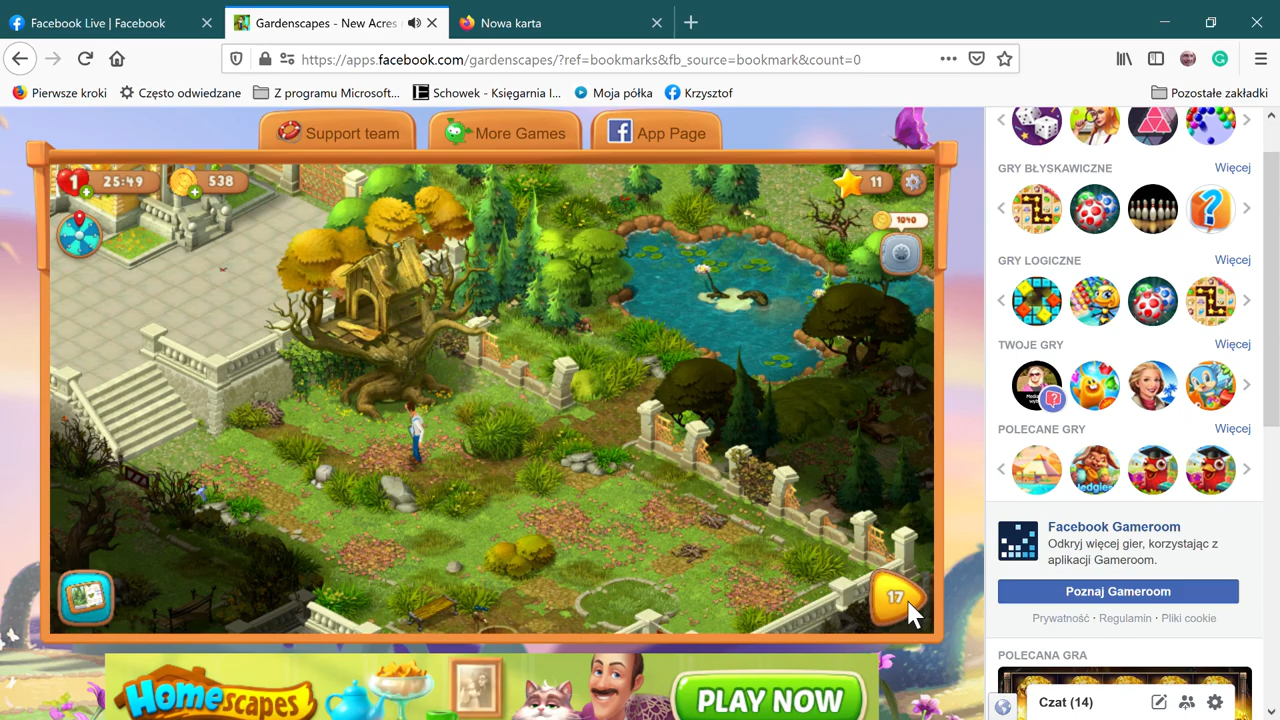 Facebook Live | Facebook
Gardenscapes - New Acres
Nowa karta
https://apps.facebook.com/gardenscapes/?ref=bookmarks&fb_source=bookmark&count=0
Pierwsze kroki
Często odwiedzane
Z programu Microsoft...
Schowek - Księgarnia I...
Moja półka
Krzysztof
Pozostałe zakładki
Support team
More Games
App Page
1
25:49
538
11
1040
17
GRY BŁYSKAWICZNE
Więcej
GRY LOGICZNE
Więcej
TWOJE GRY
Więcej
POLECANE GRY
Więcej
Facebook Gameroom
Odkryj więcej gier, korzystając z
aplikacji Gameroom.
Poznaj Gameroom
Prywatność · Regulamin · Pliki cookie
POLECANA GRA
Czat (14)
Homescapes
PLAY NOW